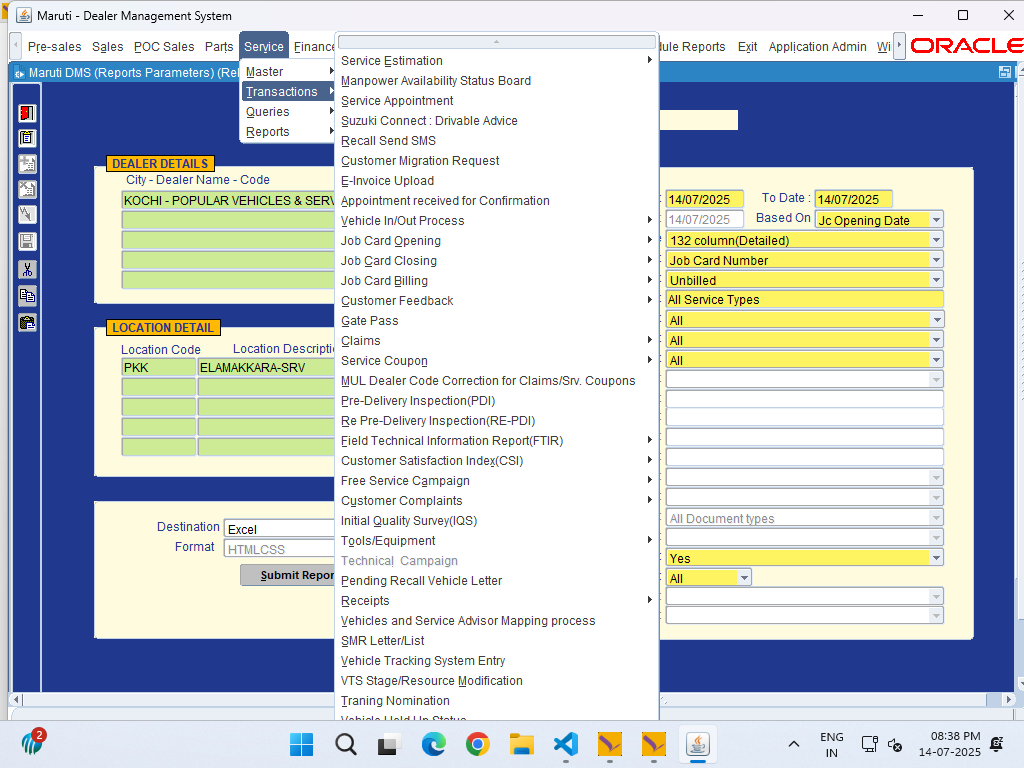 Maruti - Dealer Management System
Pre-sales Sales POC Sales Parts Service Finance dule Reports Exit Application Admin Wi ORACLE
Maruti DMS (Reports Parameters) (Rel
Master
Transactions
Queries
Reports
Service Estimation
Manpower Availability Status Board
Service Appointment
Suzuki Connect : Drivable Advice
Recall Send SMS
Customer Migration Request
E-Invoice Upload
Appointment received for Confirmation
Vehicle In/Out Process
Job Card Opening
Job Card Closing
Job Card Billing
Customer Feedback
Gate Pass
Claims
Service Coupon
MUL Dealer Code Correction for Claims/Srv. Coupons
Pre-Delivery Inspection(PDI)
Re Pre-Delivery Inspection(RE-PDI)
Field Technical Information Report(FTIR)
Customer Satisfaction Index(CSI)
Free Service Campaign
Customer Complaints
Initial Quality Survey(IQS)
Tools/Equipment
Technical Campaign
Pending Recall Vehicle Letter
Receipts
Vehicles and Service Advisor Mapping process
SMR Letter/List
Vehicle Tracking System Entry
VTS Stage/Resource Modification
Traning Nomination
Vehicle Hold Up Status
DEALER DETAILS
City - Dealer Name - Code
KOCHI - POPULAR VEHICLES & SERV
LOCATION DETAIL
Location Code Location Descriptio
PKK ELAMAKKARA-SRV
Destination Excel
Format HTMLCSS
Submit Repor
14/07/2025 To Date : 14/07/2025
14/07/2025 Based On Jc Opening Date
132 column(Detailed)
Job Card Number
Unbilled
All Service Types
All
All
All
All Document types
Yes
All
2
ENG
IN
08:38 PM
14-07-2025